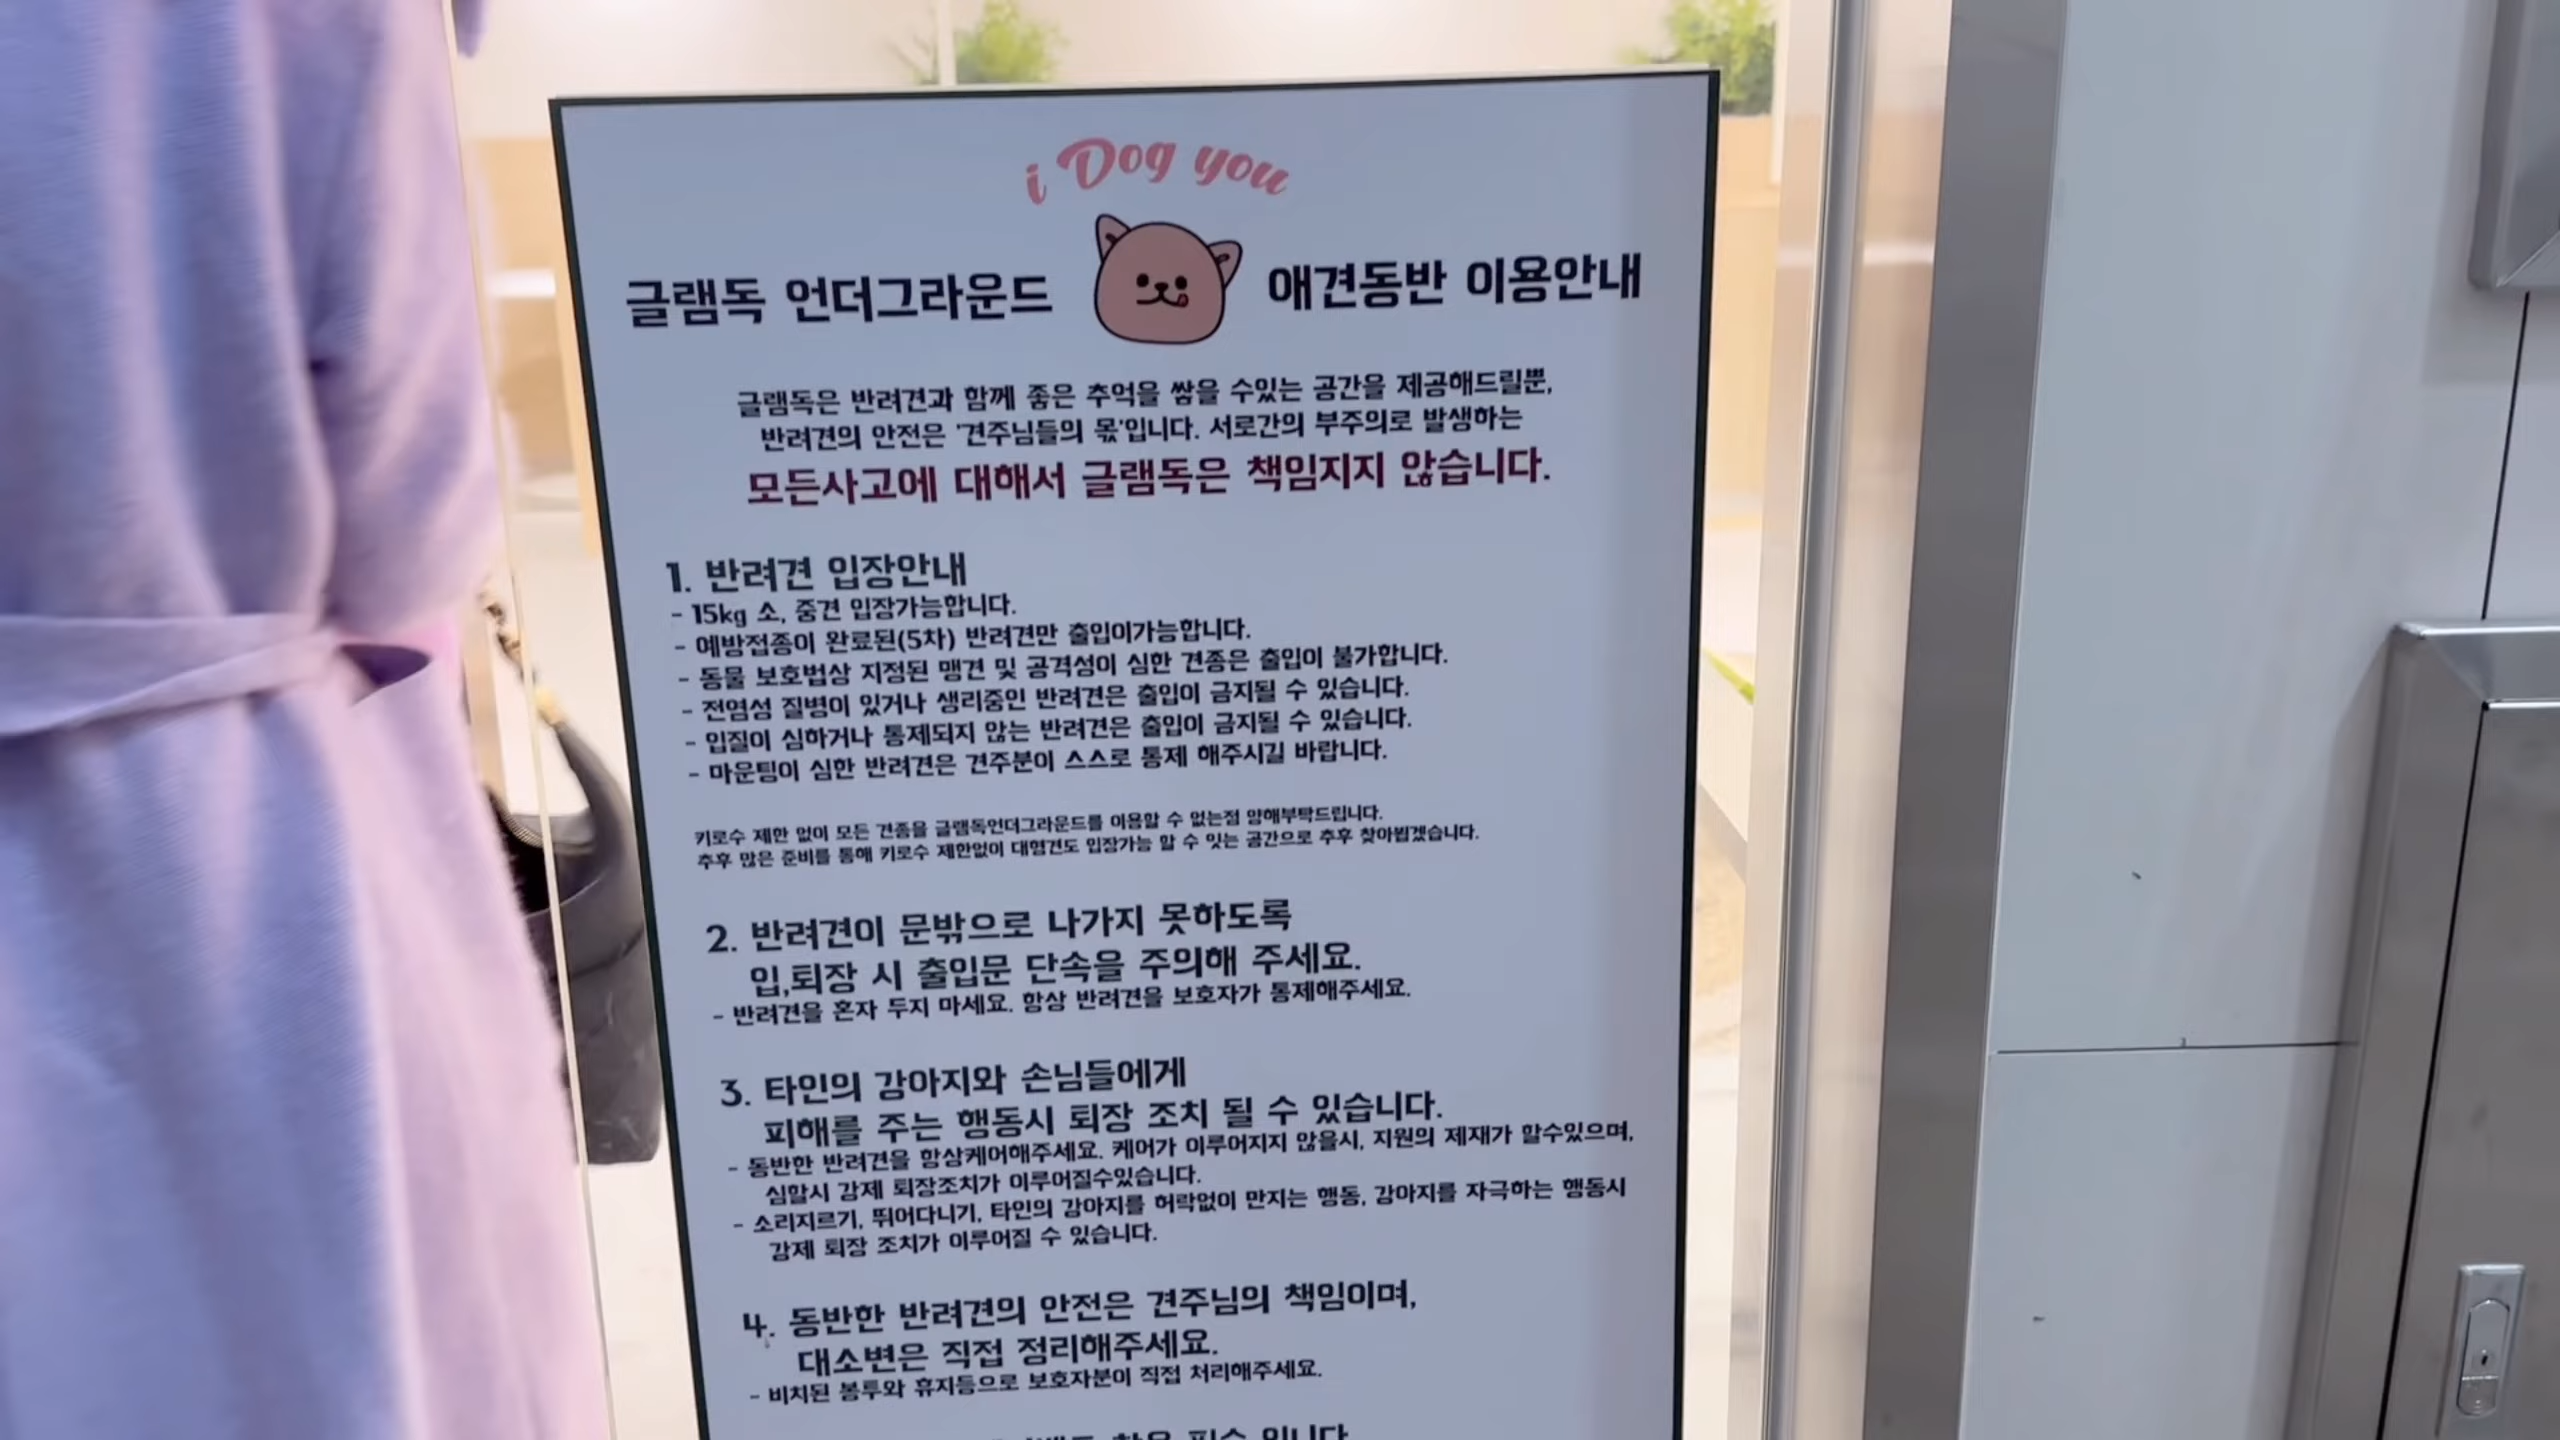 i Dog you
글램독 언더그라운드 애견동반 이용안내
글램독은 반려견과 함께 좋은 추억을 쌒을 수있는 공간을 제공해드릴뿐,
반려견의 안전은 '견주님들의 몫'입니다. 서로간의 부주의로 발생하는
모든사고에 대해서 글램독은 책임지지 않습니다.
1. 반려견 입장안내
- 15kg 소, 중견 입장가능합니다.
- 예방접종이 완료된(5차) 반려견만 출입이가능합니다.
- 동물 보호법상 지정된 맹견 및 공격성이 심한 견종은 출입이 불가합니다.
- 전염성 질병이 있거나 생리중인 반려견은 출입이 금지될 수 있습니다.
- 입질이 심하거나 통제되지 않는 반려견은 출입이 금지될 수 있습니다.
- 마운팅이 심한 반려견은 견주분이 스스로 통제 해주시길 바랍니다.
키로수 제한 없이 모든 견종을 글램독언더그라운드를 이용할 수 없는점 양해부탁드립니다.
추후 많은 준비를 통해 키로수 제한없이 대형견도 입장가능 할 수 잇는 공간으로 추후 찾아뵙겠습니다.
2. 반려견이 문밖으로 나가지 못하도록
입,퇴장 시 출입문 단속을 주의해 주세요.
- 반려견을 혼자 두지 마세요. 항상 반려견을 보호자가 통제해주세요.
3. 타인의 강아지와 손님들에게
피해를 주는 행동시 퇴장 조치 될 수 있습니다.
- 동반한 반려견을 항상케어해주세요. 케어가 이루어지지 않을시, 지원의 제재가 할수있으며,
심할시 강제 퇴장조치가 이루어질수있습니다.
- 소리지르기, 뛰어다니기, 타인의 강아지를 허락없이 만지는 행동, 강아지를 자극하는 행동시
강제 퇴장 조치가 이루어질 수 있습니다.
4. 동반한 반려견의 안전은 견주님의 책임이며,
대소변은 직접 정리해주세요.
- 비치된 봉투와 휴지등으로 보호자분이 직접 처리해주세요.